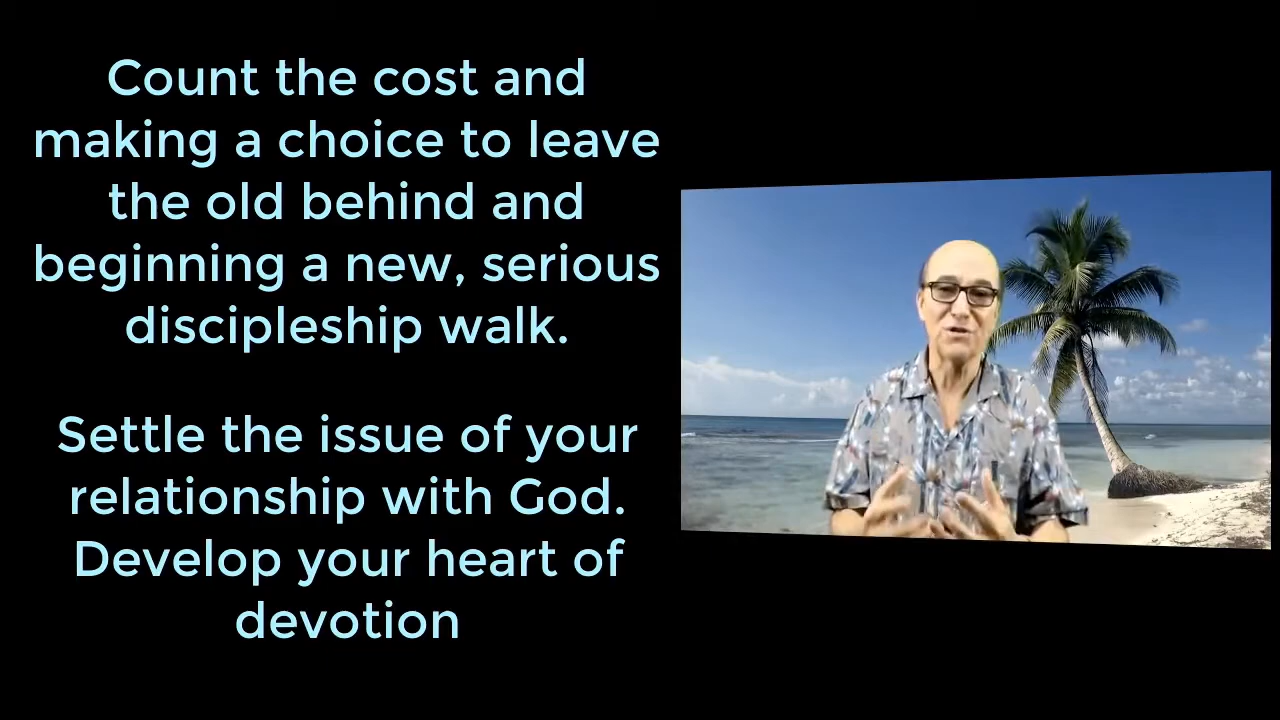 Count the cost and
making a choice to leave
the old behind and
beginning a new, serious
discipleship walk.
Settle the issue of your
relationship with God.
Develop your heart of
devotion